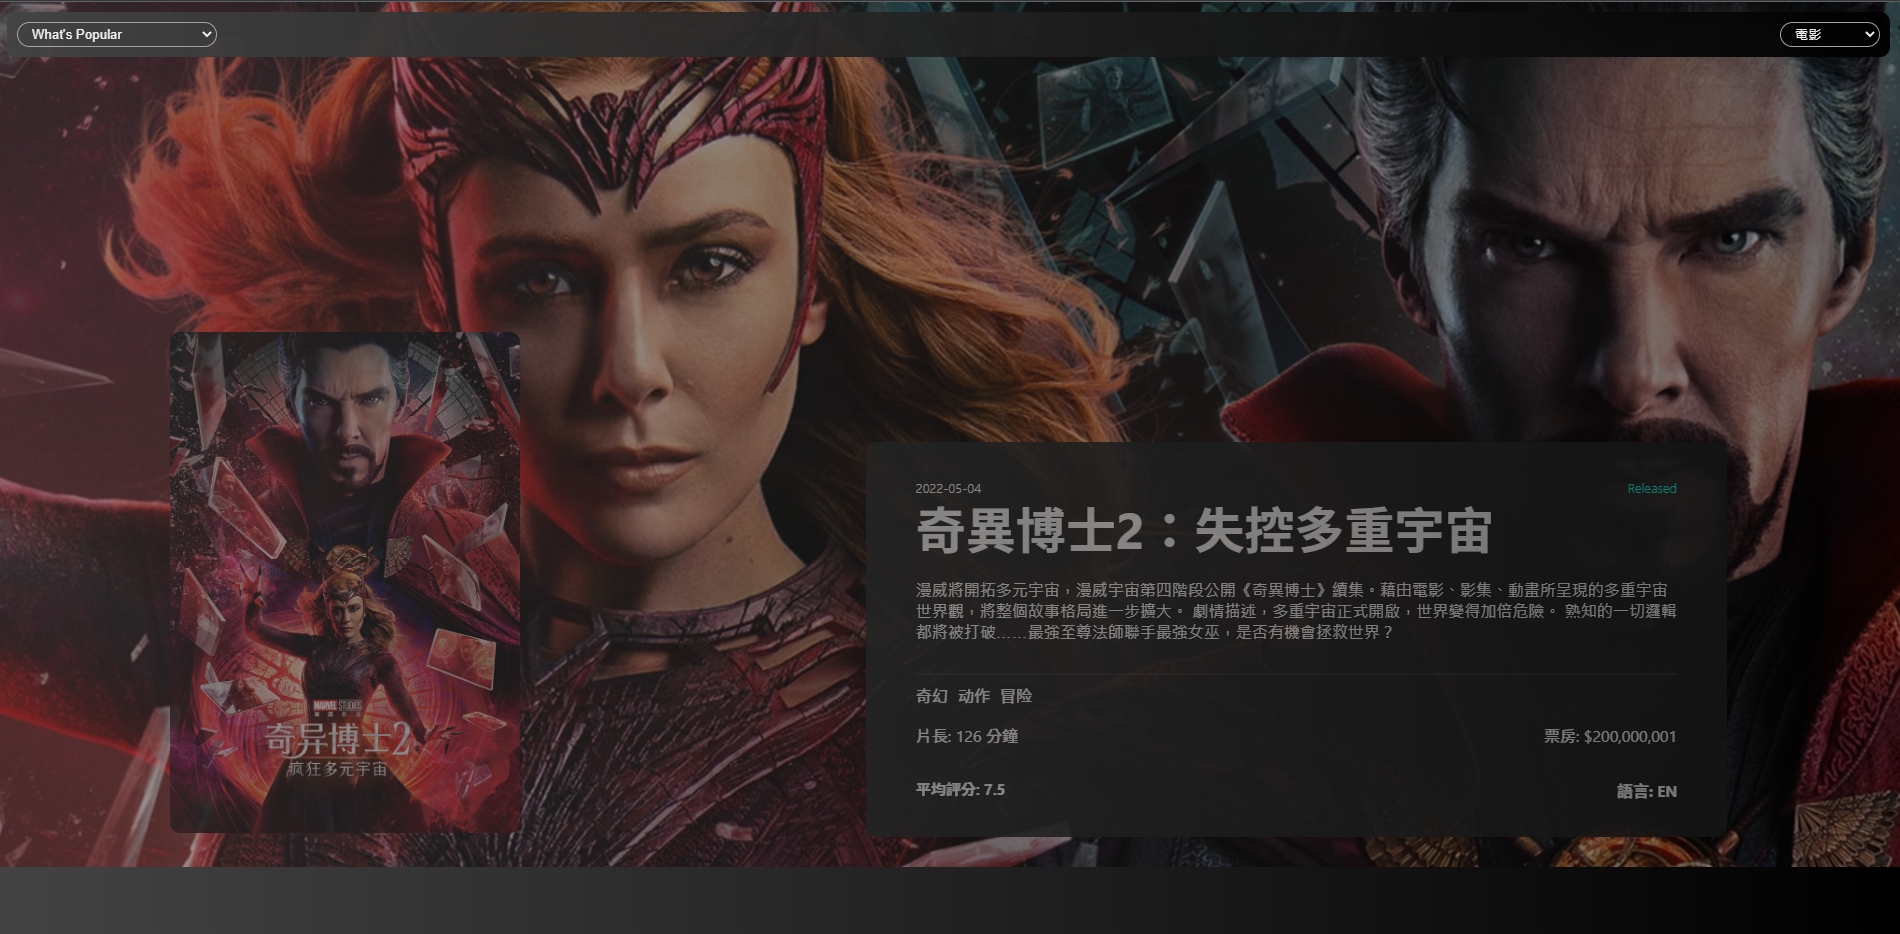 What's Popular
電影
MARVEL STUDIOS
奇异博士2
疯狂多元宇宙
2022-05-04
Released
奇異博士2：失控多重宇宙
漫威將開拓多元宇宙，漫威宇宙第四階段公開《奇異博士》續集。藉由電影、影集、動畫所呈現的多重宇宙
世界觀，將整個故事格局進一步擴大。 劇情描述，多重宇宙正式開啟，世界變得加倍危險。 熟知的一切邏輯
都將被打破……最強至尊法師聯手最強女巫，是否有機會拯救世界？
奇幻 动作 冒险
片長: 126 分鐘
票房: $200,000,001
平均評分: 7.5
語言: EN